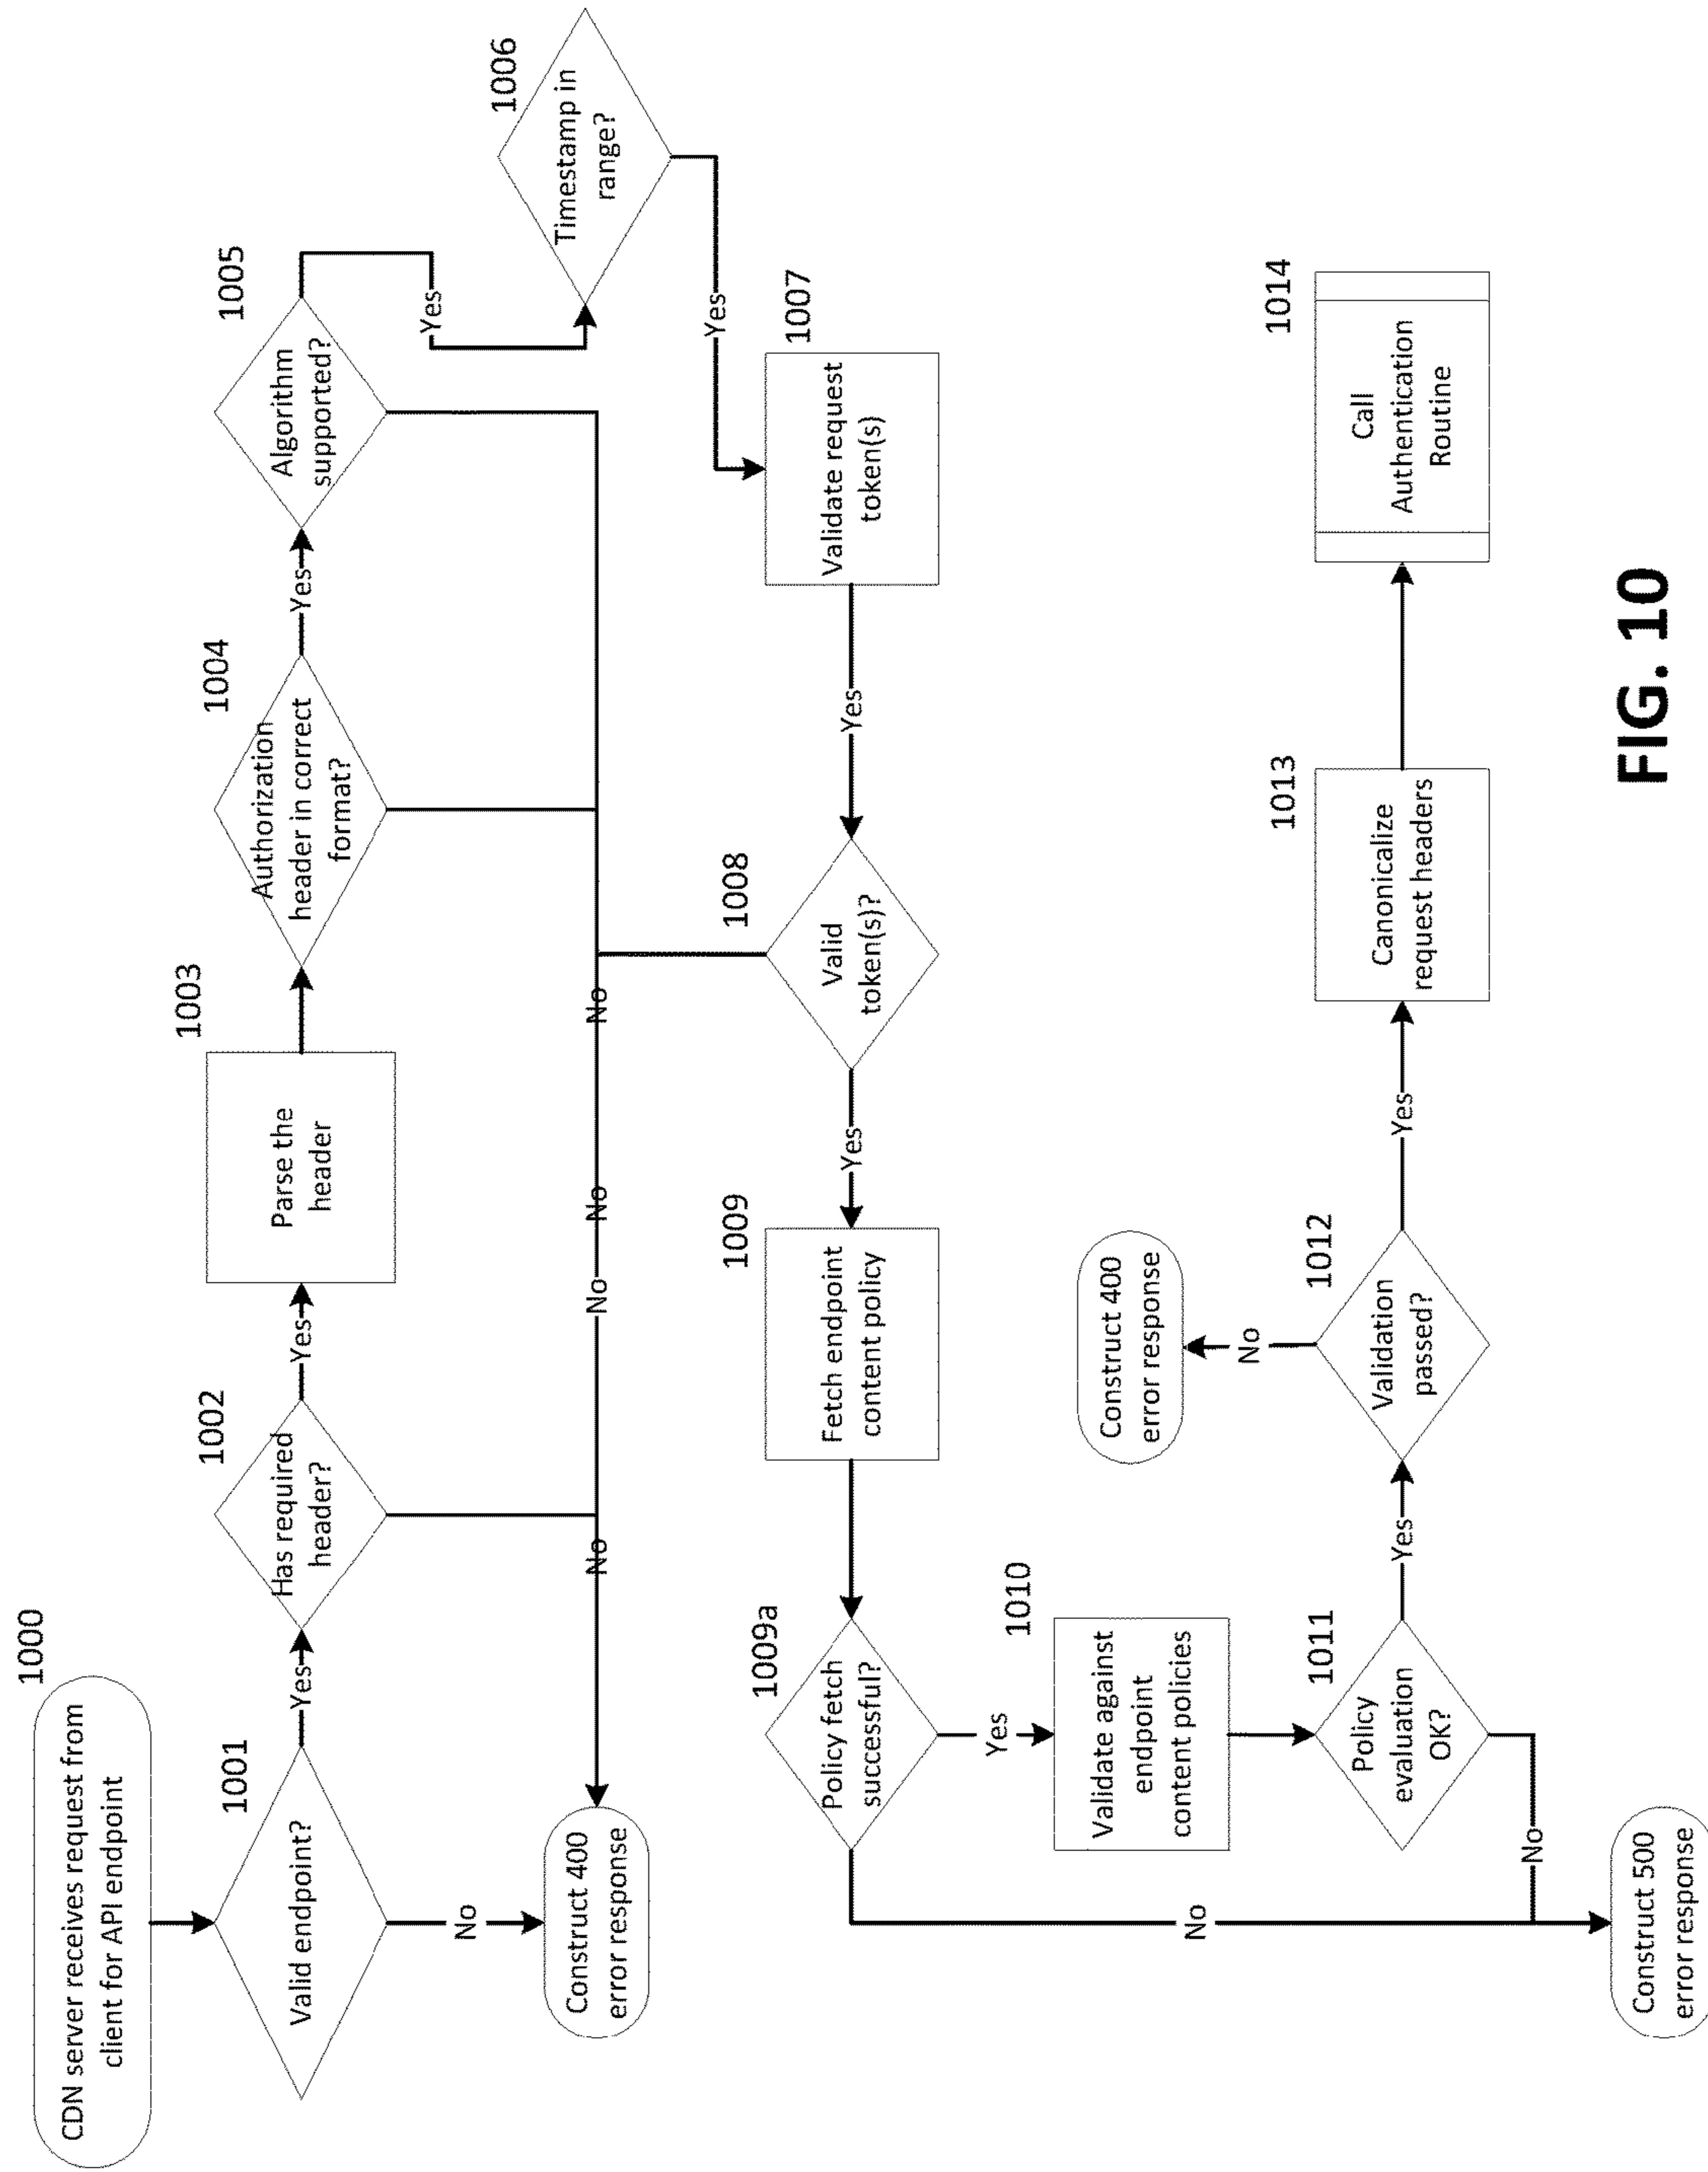 1000
CDN server receives request from
client for API endpoint
1001
Valid endpoint?
Yes
No
Construct 400
error response
1002
Has required
header?
Yes
No
1003
Parse the
header
1004
Authorization
header in correct
format?
Yes
No
1005
Algorithm
supported?
Yes
No
1006
Timestamp in
range?
Yes
1007
Validate request
token(s)
Yes
1008
Valid
token(s)?
No
Yes
1009
Fetch endpoint
content policy
1009a
Policy fetch
successful?
Yes
No
1010
Validate against
endpoint
content policies
1011
Policy
evaluation
OK?
Yes
No
Construct 500
error response
1012
Validation
passed?
No
Construct 400
error response
Yes
1013
Canonicalize
request headers
1014
Call
Authentication
Routine
FIG. 10